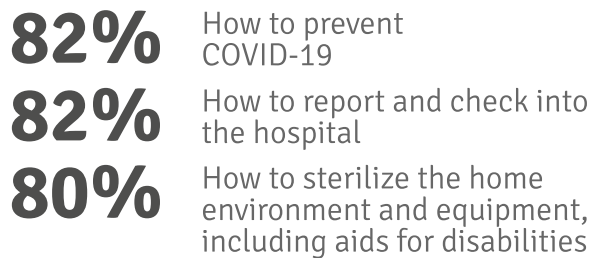 82% How to prevent
COVID-19
82% How to report and check into
the hospital
80% How to sterilize the home
environment and equipment,
including aids for disabilities